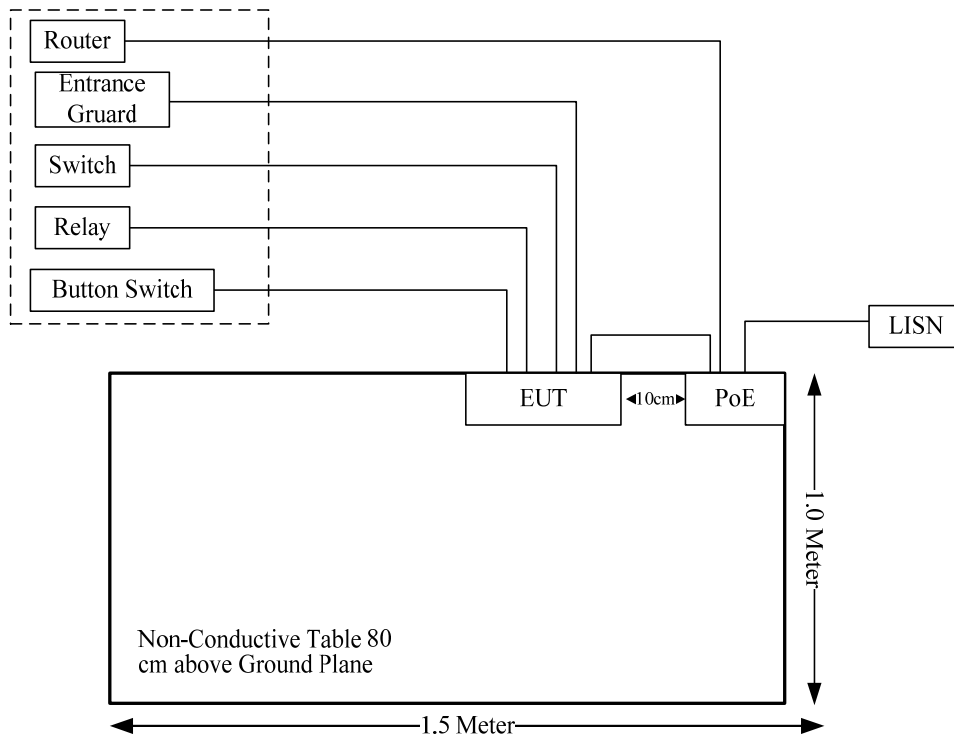 Router
Entrance
Gruard
Switch
Relay
Button Switch
LISN
EUT
10cm
PoE
1.0 Meter
Non-Conductive Table 80
cm above Ground Plane
1.5 Meter